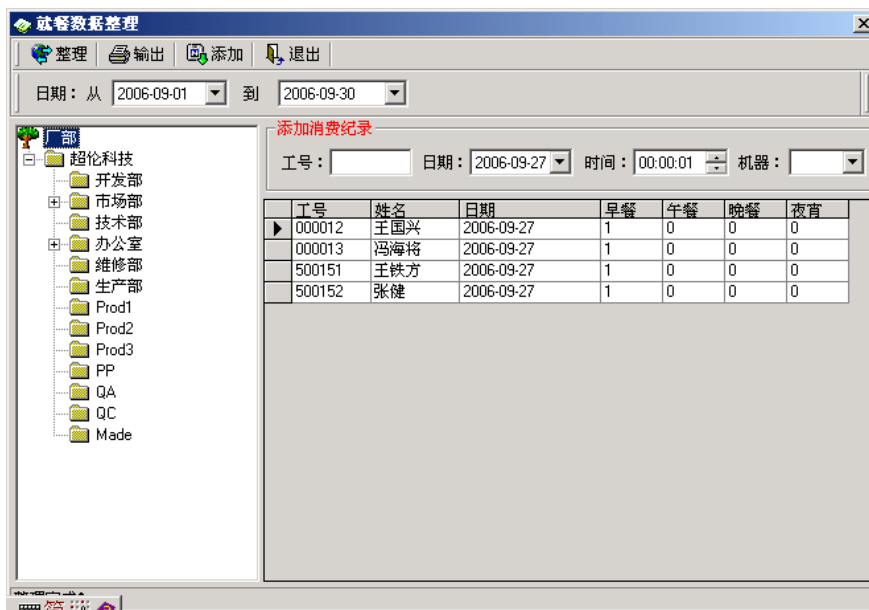 就餐数据整理
整理 输出 添加 退出
日期：从 2006-09-01 到 2006-09-30
厂部
超伦科技
开发部
市场部
技术部
办公室
维修部
生产部
Prod1
Prod2
Prod3
PP
QA
QC
Made
添加消费纪录
工号： 日期： 2006-09-27 时间： 00:00:01 机器：
工号 姓名 日期 早餐 午餐 晚餐 夜宵
000012 王国兴 2006-09-27 1 0 0 0
000013 冯海将 2006-09-27 1 0 0 0
500151 王铁方 2006-09-27 1 0 0 0
500152 张健 2006-09-27 1 0 0 0